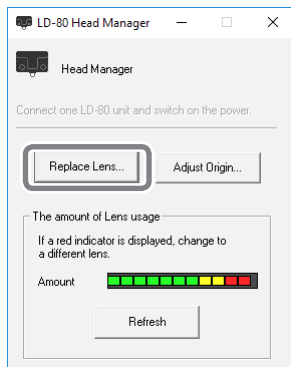 LD-80 Head Manager
Head Manager
Connect one LD-80 unit and switch on the power.
Replace Lens... Adjust Origin...
The amount of Lens usage
If a red indicator is displayed, change to
a different lens.
Amount
Refresh